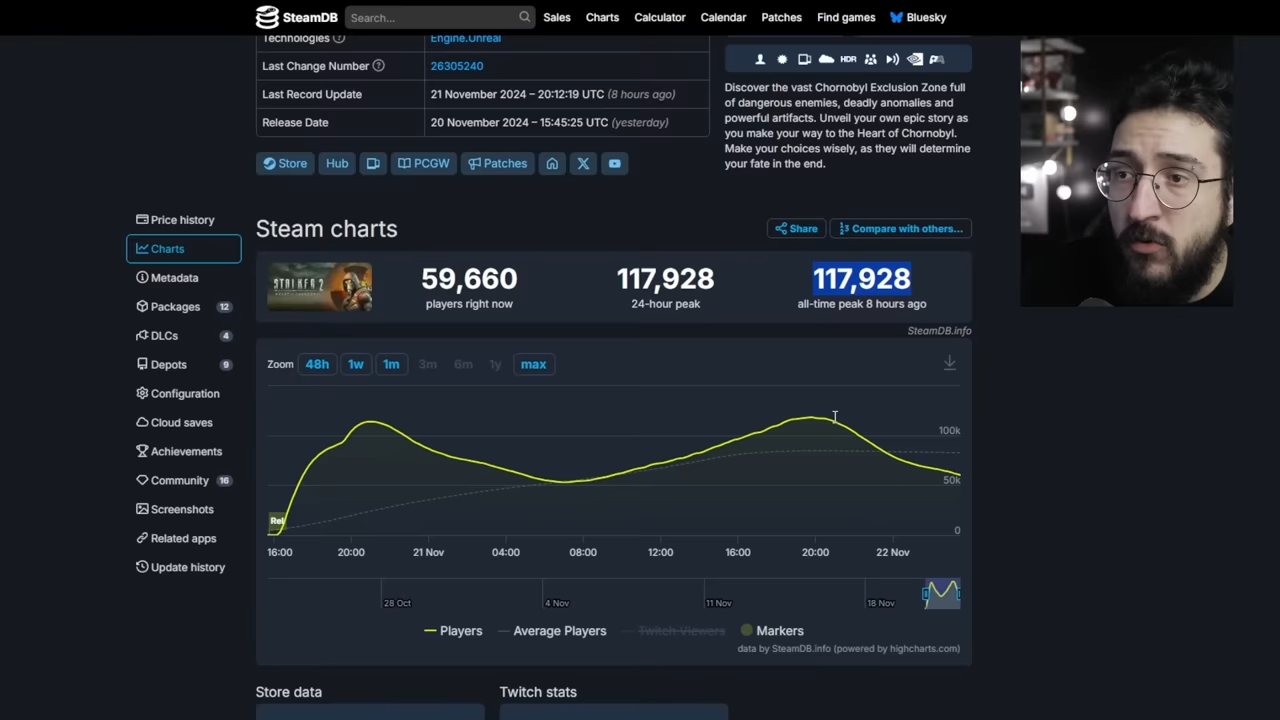 SteamDB
Search...
Sales
Charts
Calculator
Calendar
Patches
Find games
Bluesky
Technologies
Engine.Unreal
Last Change Number
26305240
Last Record Update
21 November 2024 – 20:12:19 UTC (8 hours ago)
Release Date
20 November 2024 – 15:45:25 UTC (yesterday)
Store
Hub
PCGW
Patches
HDR
Discover the vast Chornobyl Exclusion Zone full
of dangerous enemies, deadly anomalies and
powerful artifacts. Unveil your own epic story as
you make your way to the Heart of Chornobyl.
Make your choices wisely, as they will determine
your fate in the end.
Price history
Charts
Metadata
Packages 12
DLCs 4
Depots 9
Configuration
Cloud saves
Achievements
Community 16
Screenshots
Related apps
Update history
Steam charts
Share
Compare with others...
STALKER 2
59,660
players right now
117,928
24-hour peak
117,928
all-time peak 8 hours ago
SteamDB.info
Zoom
48h
1w
1m
3m
6m
1y
max
100k
50k
0
Rel
16:00
20:00
21 Nov
04:00
08:00
12:00
16:00
20:00
22 Nov
28 Oct
4 Nov
11 Nov
18 Nov
Players
Average Players
Twitch Viewers
Markers
data by SteamDB.info (powered by highcharts.com)
Store data
Twitch stats